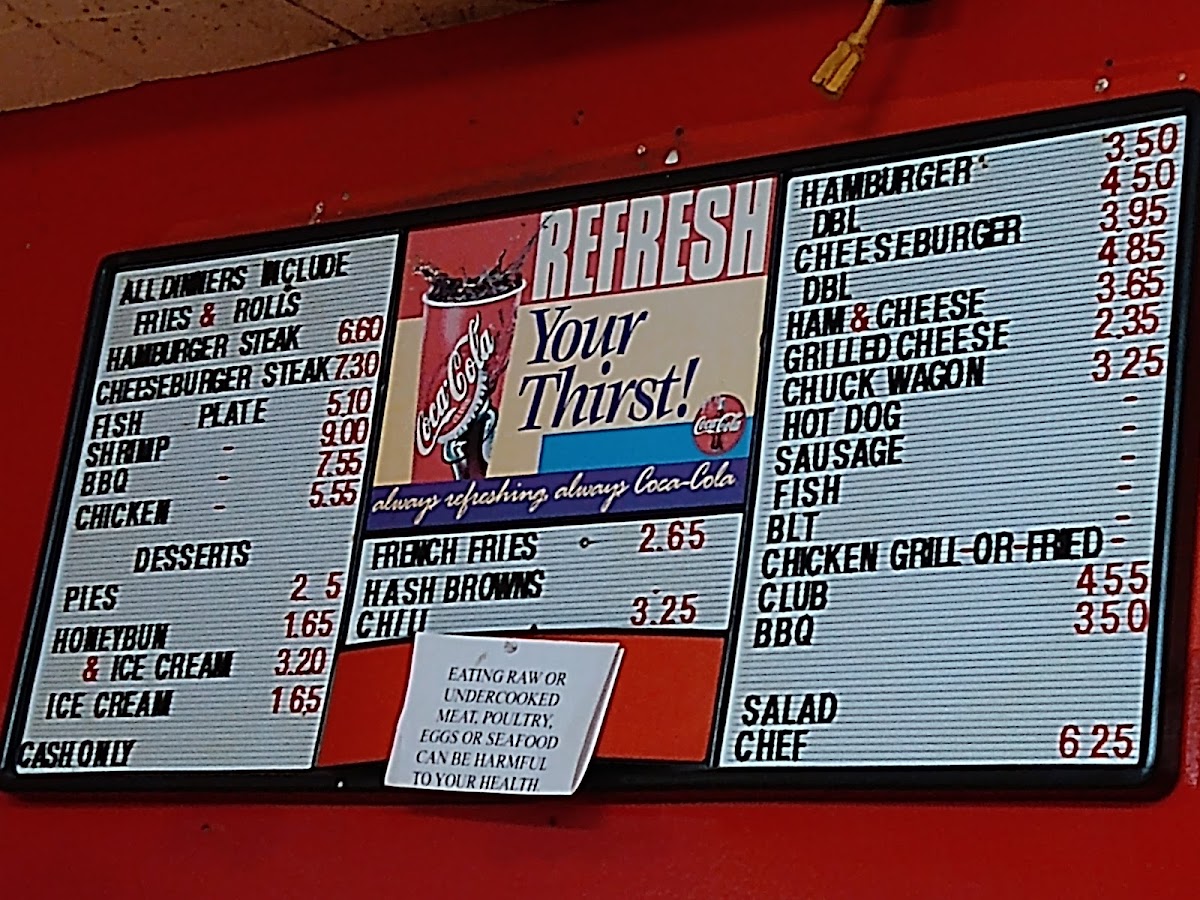 ALL DINNERS INCLUDE
FRIES & ROLLS
HAMBURGER STEAK 6.60
CHEESEBURGER STEAK 7.30
FISH PLATE 5.10
SHRIMP - 9.00
BBQ - 7.55
CHICKEN - 5.55
DESSERTS
PIES 2 5
HONEYBUN 1.65
& ICE CREAM 3.20
ICE CREAM 1.65
CASH ONLY
REFRESH
Your
Thirst!
Coca-Cola
Coca-Cola
always refreshing, always Coca-Cola
FRENCH FRIES 2.65
HASH BROWNS
CHILI 3.25
EATING RAW OR
UNDERCOOKED
MEAT, POULTRY,
EGGS OR SEAFOOD
CAN BE HARMFUL
TO YOUR HEALTH.
HAMBURGER 3.50
DBL 4 50
CHEESEBURGER 3.95
DBL 4 85
HAM & CHEESE 3.65
GRILLED CHEESE 2.35
CHUCK WAGON 3 25
HOT DOG -
SAUSAGE -
FISH -
BLT -
CHICKEN GRILL-OR-FRIED -
CLUB 4 55
BBQ 3 50
SALAD
CHEF 6 25